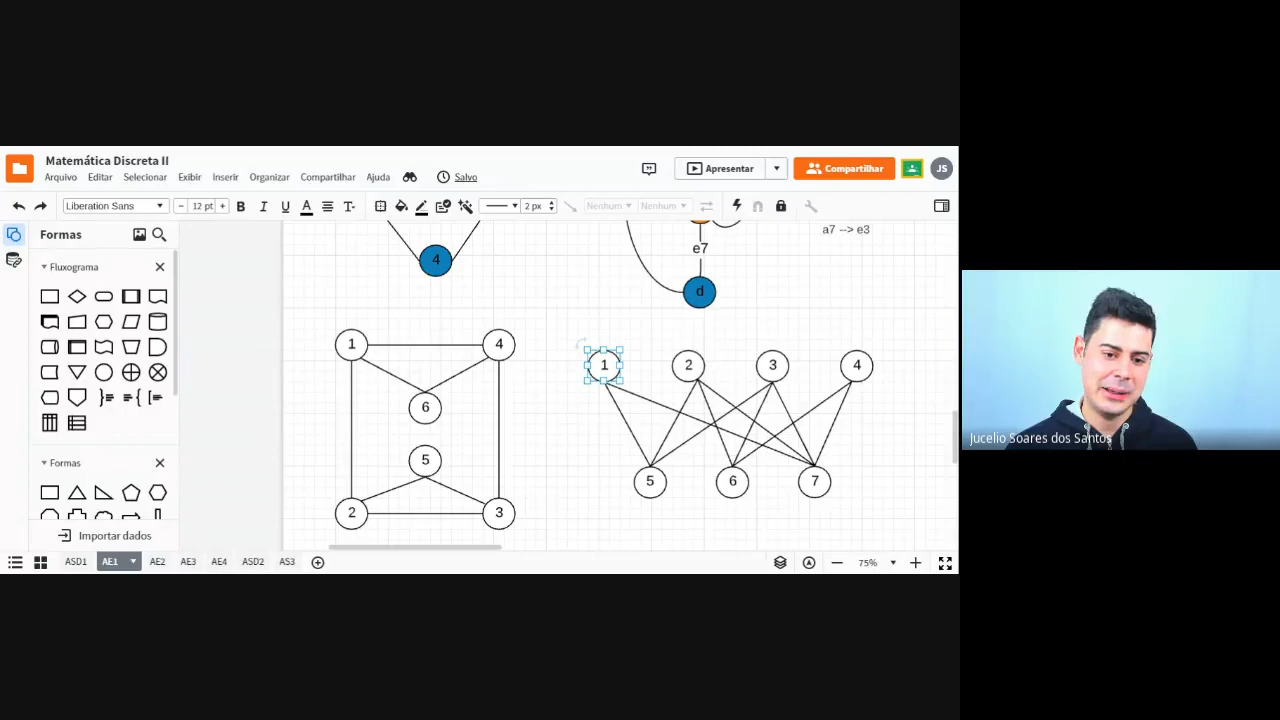 Matemática Discreta II
Arquivo Editar Selecionar Exibir Inserir Organizar Compartilhar Ajuda Salvo
Apresentar
Compartilhar
JS
Liberation Sans
12 pt
B I U A T
2 px
Nenhum Nenhum
Formas
Fluxograma
Formas
Importar dados
4
e7
d
a7 --> e3
1 4
6
5
2 3
1 2 3 4
5 6 7
ASD1 AE1 AE2 AE3 AE4 ASD2 AS3
75%
Jucelio Soares dos Santos